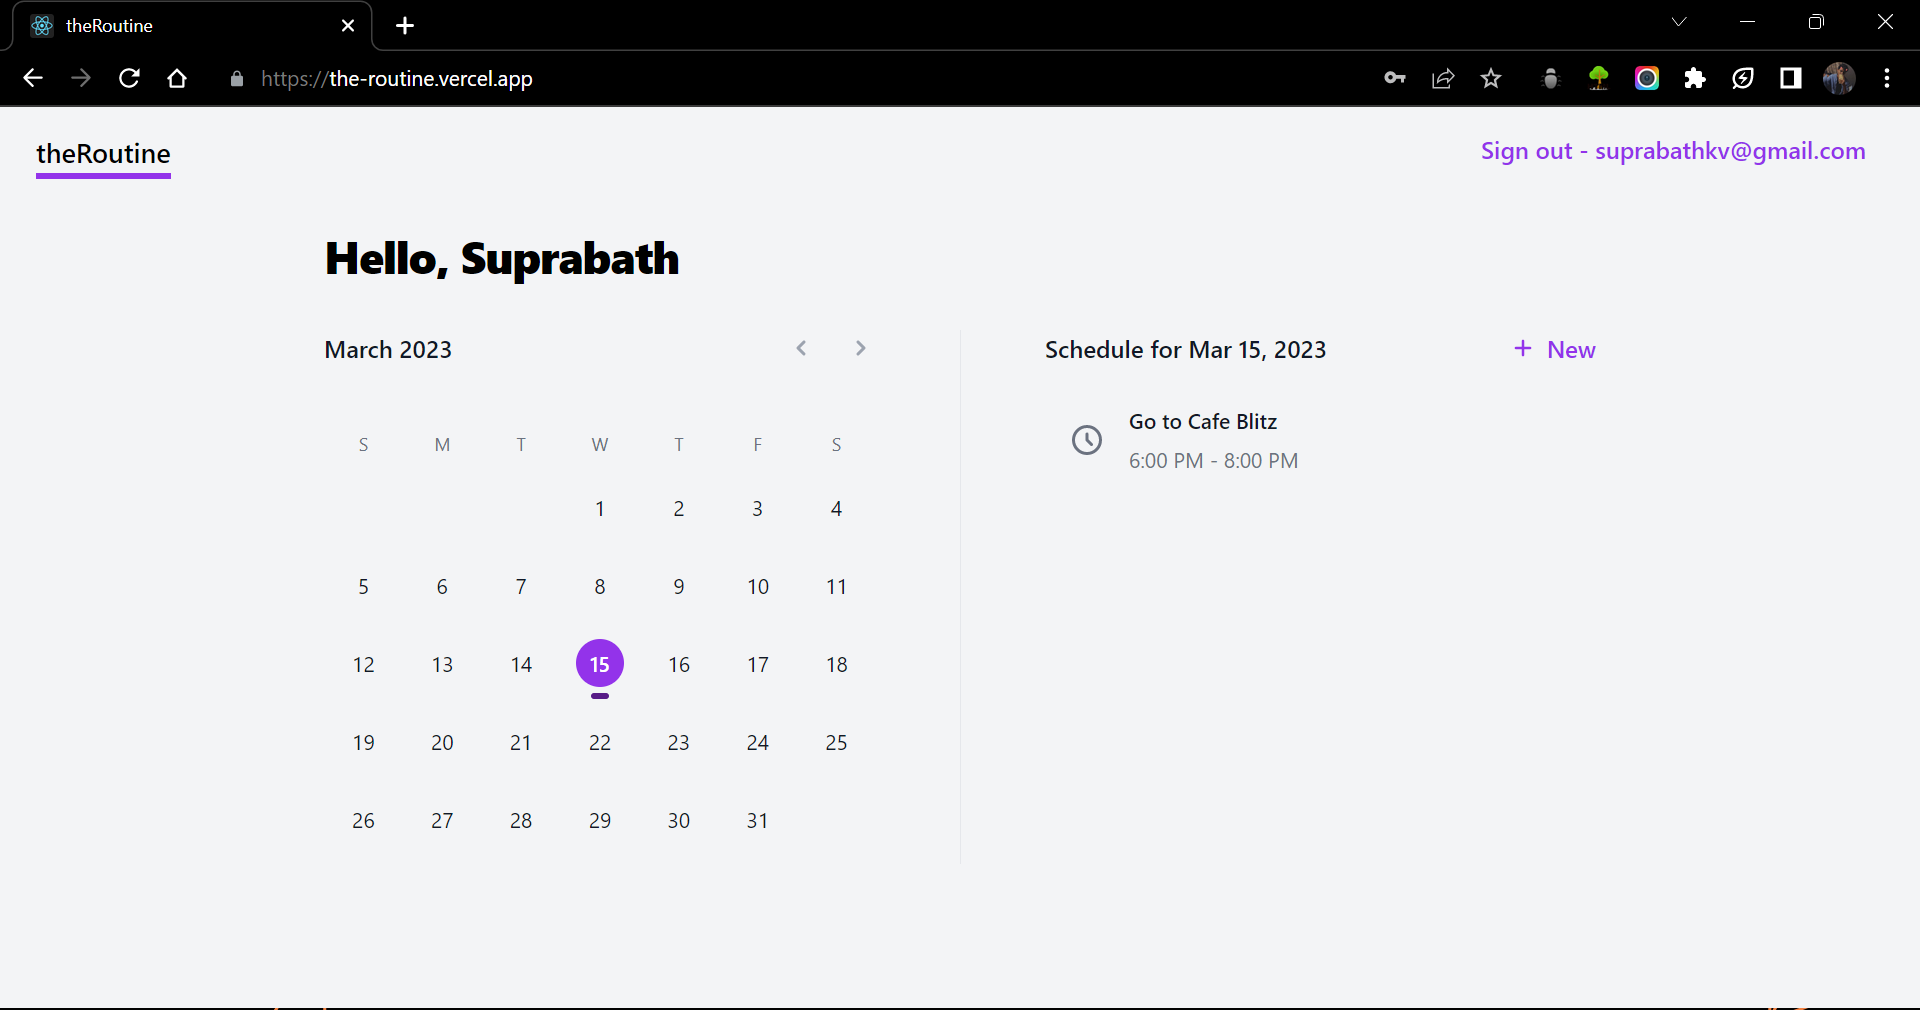 theRoutine
https://the-routine.vercel.app
theRoutine
Sign out - suprabathkv@gmail.com
Hello, Suprabath
March 2023
Schedule for Mar 15, 2023
+ New
Go to Cafe Blitz
6:00 PM - 8:00 PM
S M T W T F S
1 2 3 4
5 6 7 8 9 10 11
12 13 14 15 16 17 18
19 20 21 22 23 24 25
26 27 28 29 30 31